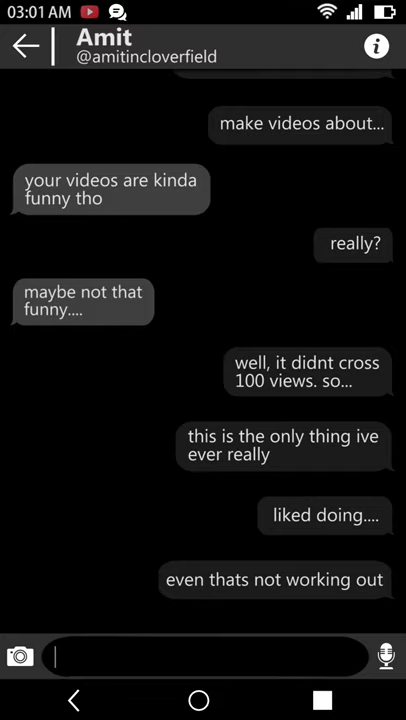 03:01 AM
Amit
@amitincloverfield
make videos about...
your videos are kinda
funny tho
really?
maybe not that
funny....
well, it didnt cross
100 views. so...
this is the only thing ive
ever really
liked doing....
even thats not working out